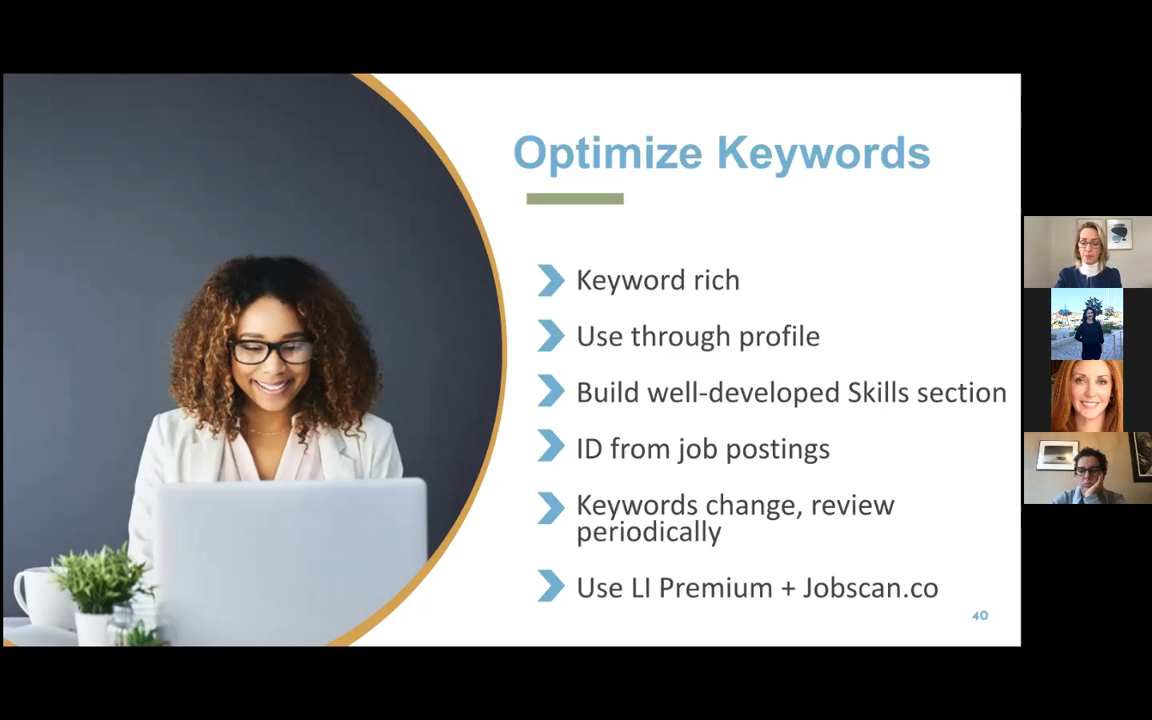 Optimize Keywords
Keyword rich
Use through profile
Build well-developed Skills section
ID from job postings
Keywords change, review
periodically
Use LI Premium + Jobscan.co
40